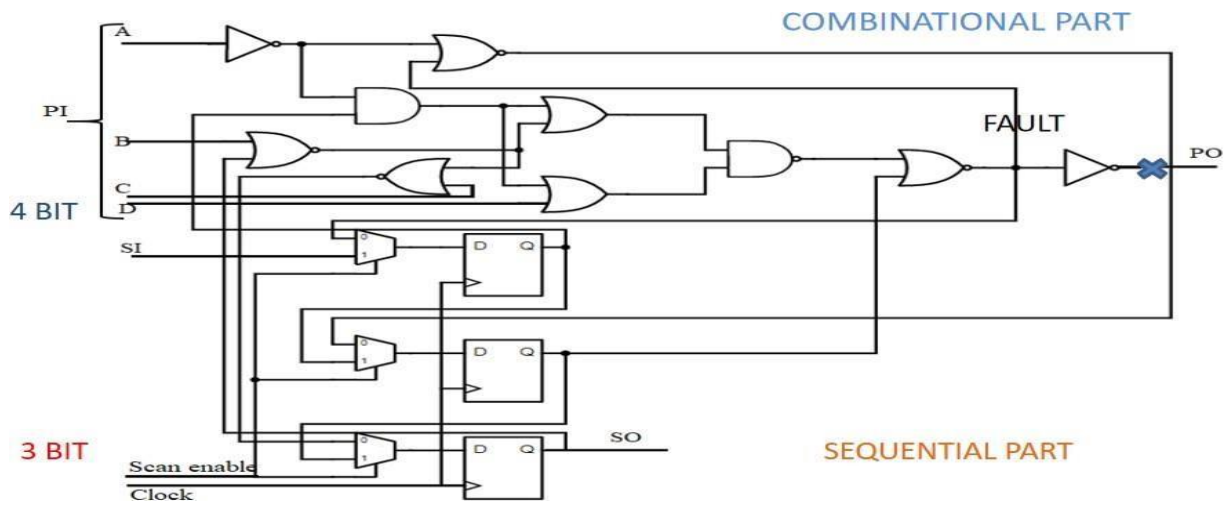 COMBINATIONAL PART
A
PI
B
FAULT
PO
C
D
4 BIT
SI
0
1
D Q
0
1
D Q
3 BIT
0
1
D Q
SO
SEQUENTIAL PART
Scan enable
Clock